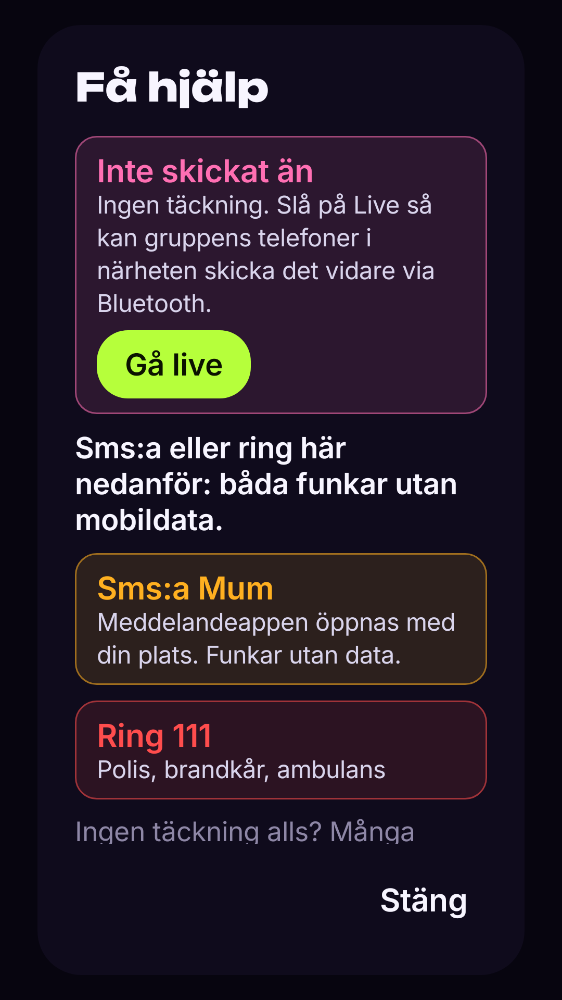 Få hjälp
Inte skickat än
Ingen täckning. Slå på Live så
kan gruppens telefoner i
närheten skicka det vidare via
Bluetooth.
Gå live
Sms:a eller ring här
nedanför: båda funkar utan
mobildata.
Sms:a Mum
Meddelandeappen öppnas med
din plats. Funkar utan data.
Ring 111
Polis, brandkår, ambulans
Ingen täckning alls? Många
Stäng